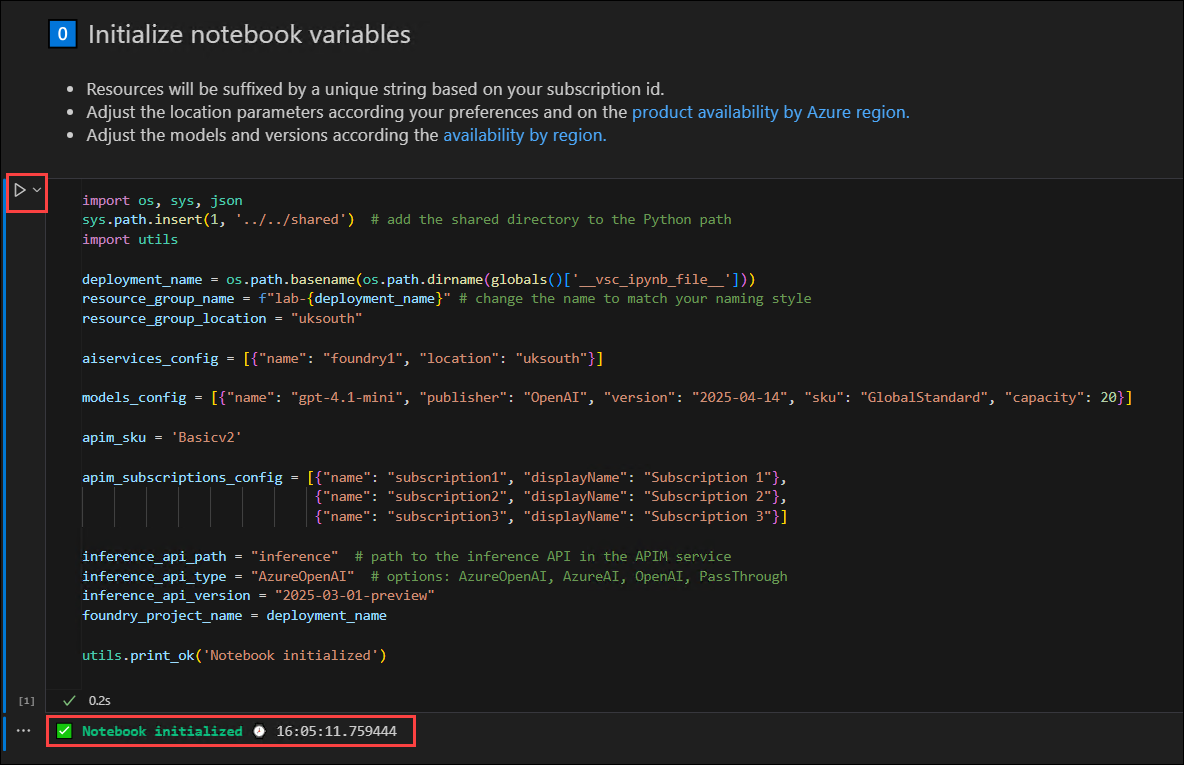 0 Initialize notebook variables
• Resources will be suffixed by a unique string based on your subscription id.
• Adjust the location parameters according your preferences and on the product availability by Azure region.
• Adjust the models and versions according the availability by region.
import os, sys, json
sys.path.insert(1, '../../shared')  # add the shared directory to the Python path
import utils
deployment_name = os.path.basename(os.path.dirname(globals()['__vsc_ipynb_file__']))
resource_group_name = f"lab-{deployment_name}" # change the name to match your naming style
resource_group_location = "uksouth"
aiservices_config = [{"name": "foundry1", "location": "uksouth"}]
models_config = [{"name": "gpt-4.1-mini", "publisher": "OpenAI", "version": "2025-04-14", "sku": "GlobalStandard", "capacity": 20}]
apim_sku = 'Basicv2'
apim_subscriptions_config = [{"name": "subscription1", "displayName": "Subscription 1"},
{"name": "subscription2", "displayName": "Subscription 2"},
{"name": "subscription3", "displayName": "Subscription 3"}]
inference_api_path = "inference"  # path to the inference API in the APIM service
inference_api_type = "AzureOpenAI"  # options: AzureOpenAI, AzureAI, OpenAI, PassThrough
inference_api_version = "2025-03-01-preview"
foundry_project_name = deployment_name
utils.print_ok('Notebook initialized')
[1] ✓ 0.2s
... ✅ Notebook initialized ⌚ 16:05:11.759444